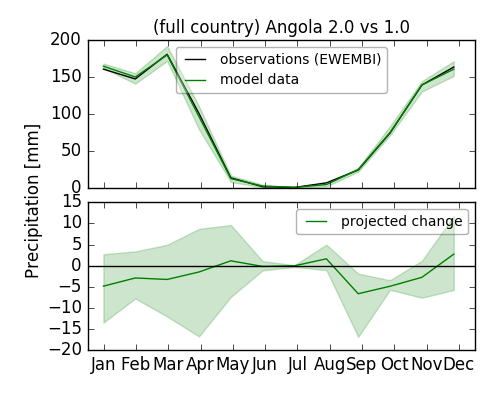 (full country) Angola 2.0 vs 1.0
200
150
100
50
0
observations (EWEMBI)
model data
Precipitation [mm]
15
10
5
0
−5
−10
−15
−20
projected change
Jan Feb Mar Apr May Jun Jul Aug Sep Oct Nov Dec